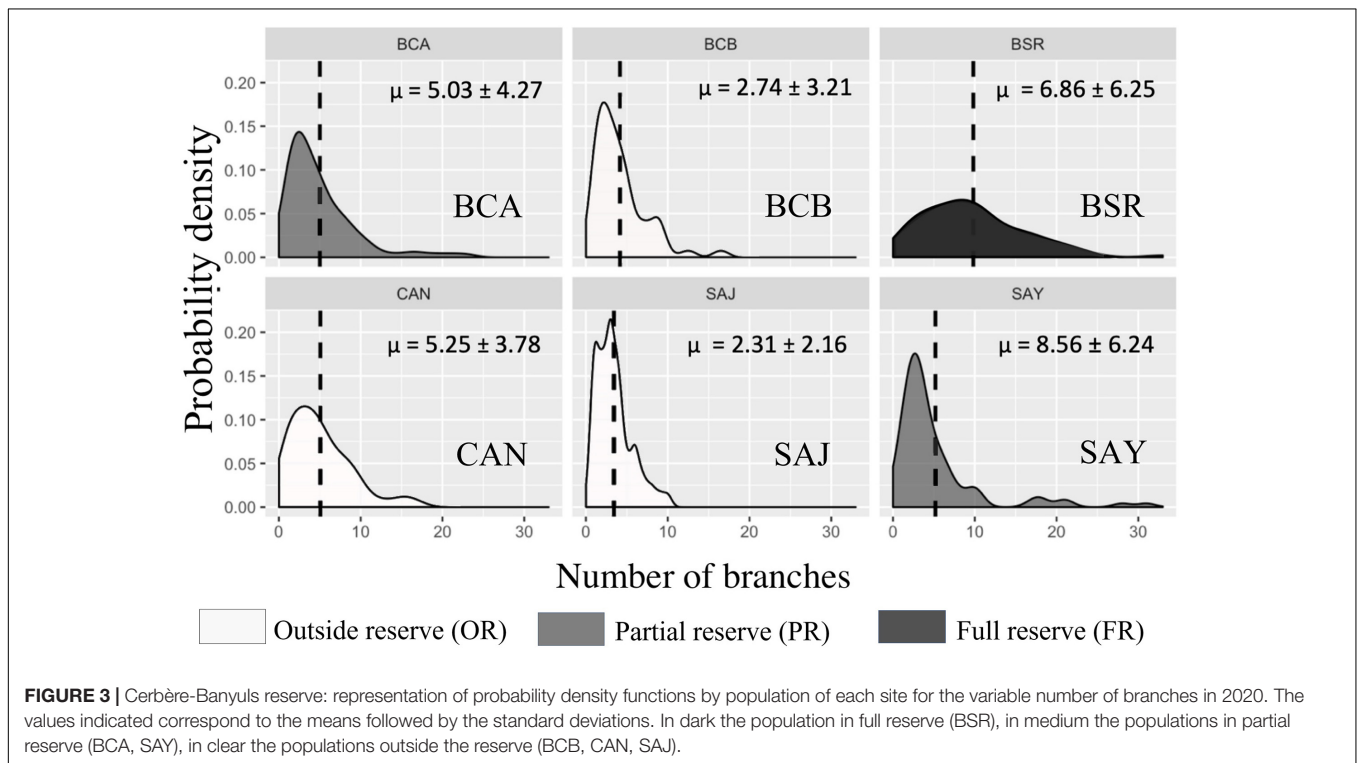 BCA
BCB
BSR
μ = 5.03 ± 4.27
μ = 2.74 ± 3.21
μ = 6.86 ± 6.25
0.20
0.15
0.10
0.05
0.00
BCA
BCB
BSR
Probability density
CAN
SAJ
SAY
μ = 5.25 ± 3.78
μ = 2.31 ± 2.16
μ = 8.56 ± 6.24
0.20
0.15
0.10
0.05
0.00
CAN
SAJ
SAY
0 10 20 30
0 10 20 30
0 10 20 30
Number of branches
Outside reserve (OR)
Partial reserve (PR)
Full reserve (FR)
FIGURE 3 | Cerbère-Banyuls reserve: representation of probability density functions by population of each site for the variable number of branches in 2020. The
values indicated correspond to the means followed by the standard deviations. In dark the population in full reserve (BSR), in medium the populations in partial
reserve (BCA, SAY), in clear the populations outside the reserve (BCB, CAN, SAJ).